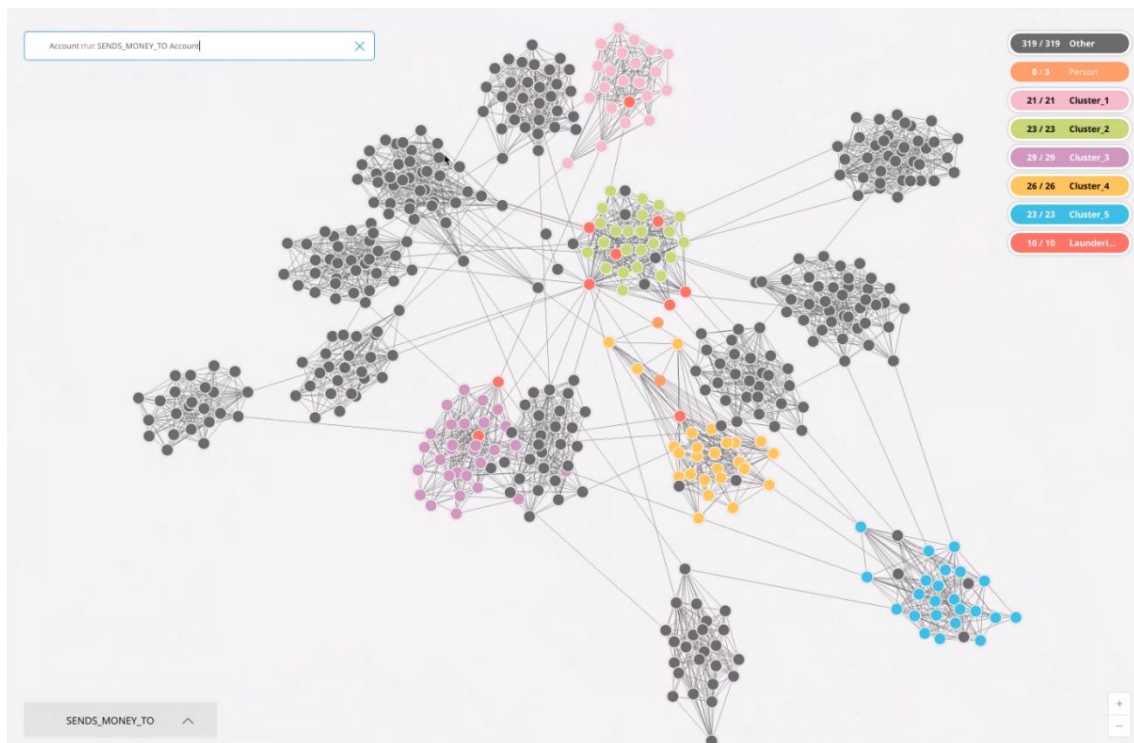 Account that SENDS_MONEY_TO Account
319 / 319 Other
0 / 3 Person
21 / 21 Cluster_1
23 / 23 Cluster_2
29 / 29 Cluster_3
26 / 26 Cluster_4
23 / 23 Cluster_5
10 / 10 Launderi...
SENDS_MONEY_TO